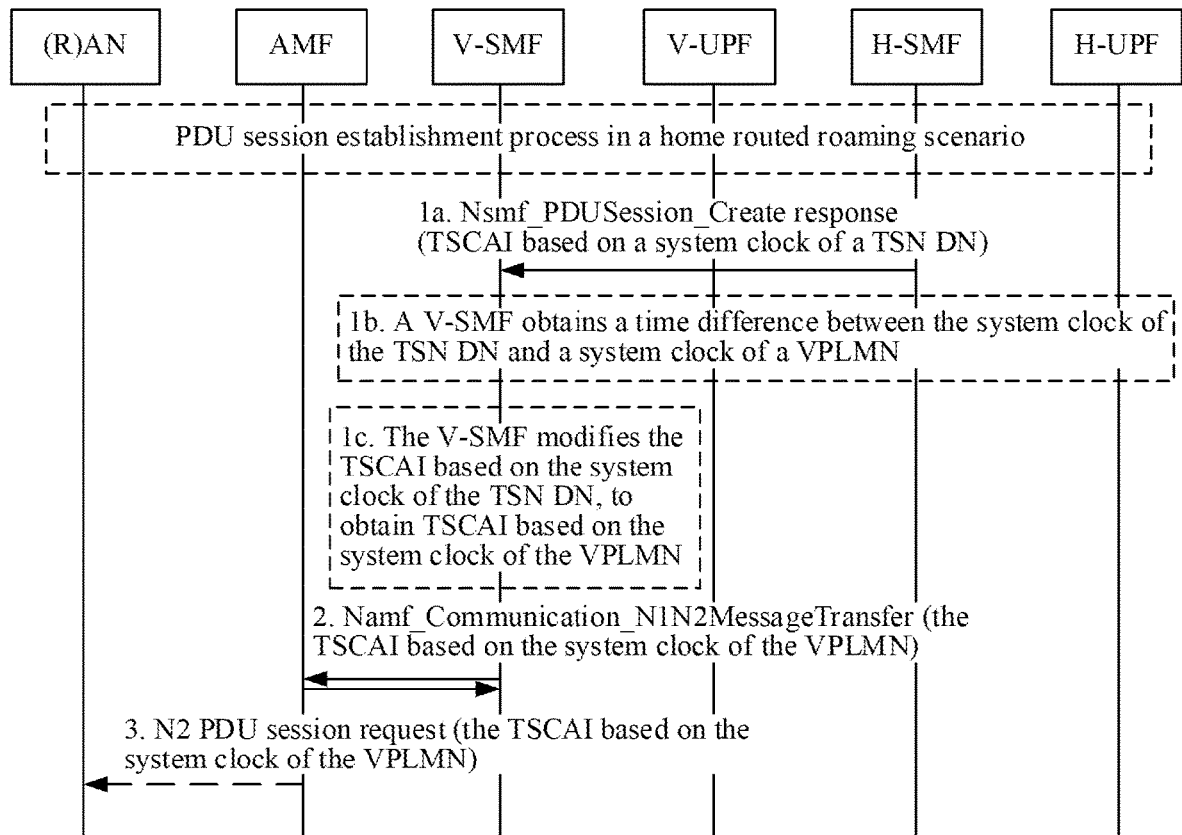 (R)AN
AMF
V-SMF
V-UPF
H-SMF
H-UPF
PDU session establishment process in a home routed roaming scenario
1a. Nsmf_PDUSession_Create response
(TSCAI based on a system clock of a TSN DN)
1b. A V-SMF obtains a time difference between the system clock of
the TSN DN and a system clock of a VPLMN
1c. The V-SMF modifies the
TSCAI based on the system
clock of the TSN DN, to
obtain TSCAI based on the
system clock of the VPLMN
2. Namf_Communication_N1N2MessageTransfer (the
TSCAI based on the system clock of the VPLMN)
3. N2 PDU session request (the TSCAI based on the
system clock of the VPLMN)